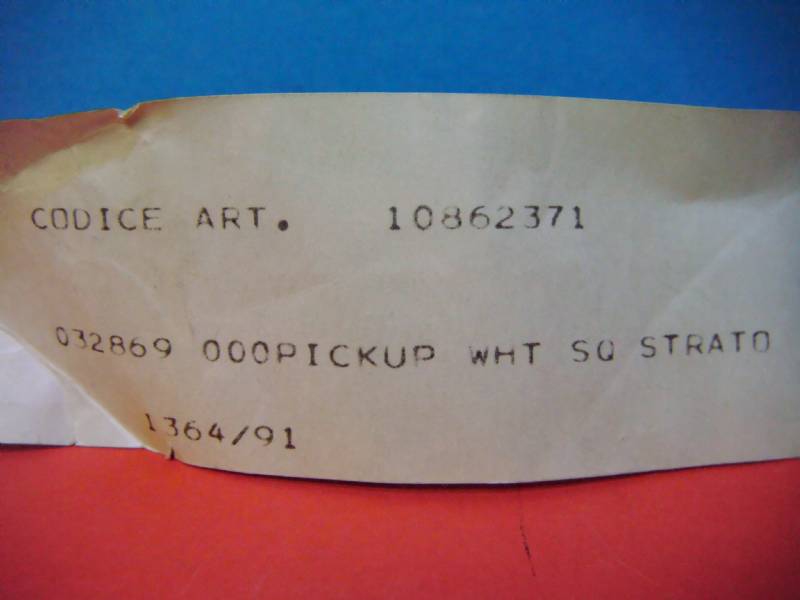 CODICE ART. 10862371
032869 000PICKUP WHT SQ STRATO
1364/91